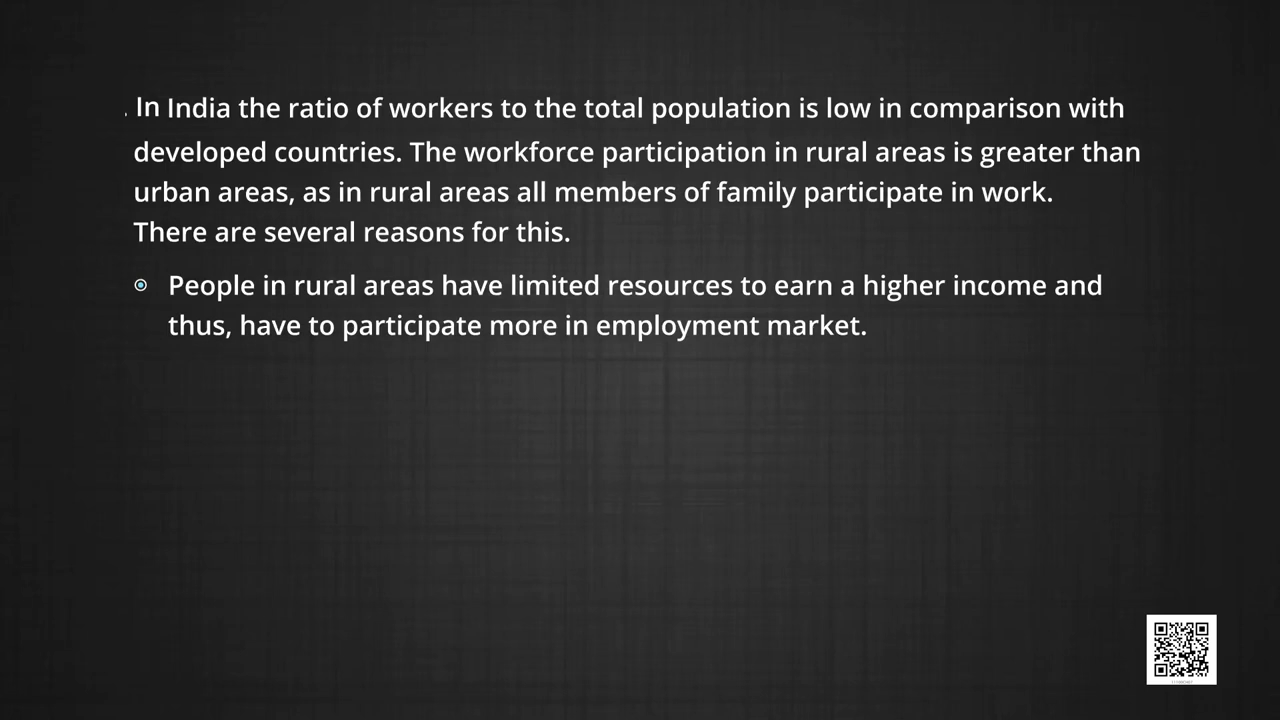 . In India the ratio of workers to the total population is low in comparison with
developed countries. The workforce participation in rural areas is greater than
urban areas, as in rural areas all members of family participate in work.
There are several reasons for this.
People in rural areas have limited resources to earn a higher income and
thus, have to participate more in employment market.